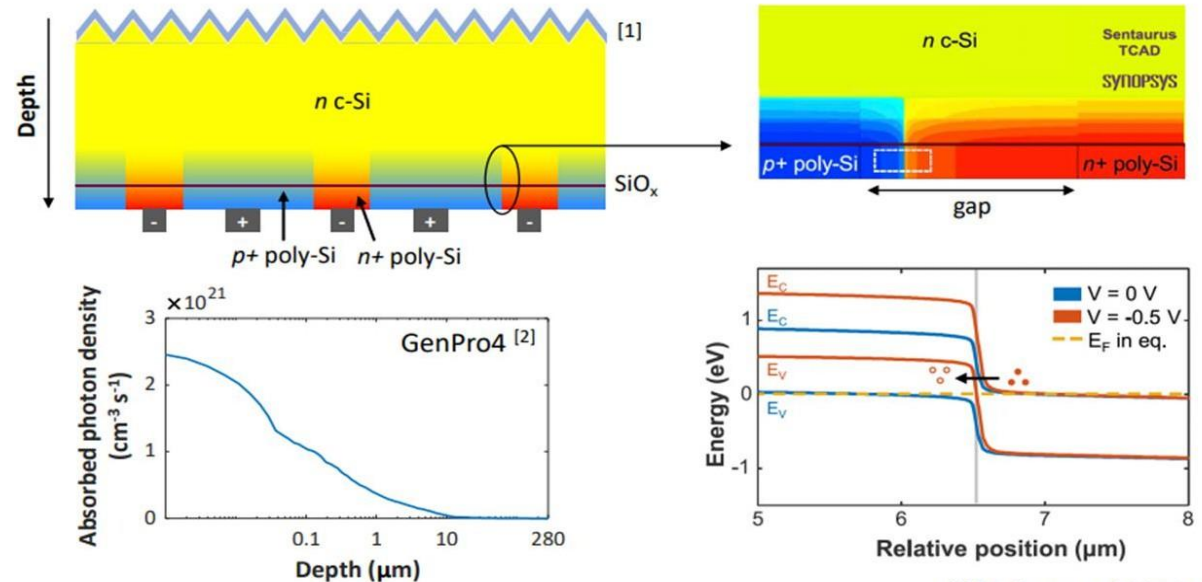 Depth
[1]
n c-Si
SiOx
-
+
-
+
-
p+ poly-Si
n+ poly-Si
n c-Si
Sentaurus
TCAD
SYNOPSYS
p+ poly-Si
n+ poly-Si
gap
×10²¹
GenPro4 [2]
3
2
1
0
0.1
1
10
280
Absorbed photon density
(cm⁻³ s⁻¹)
Depth (µm)
EC
EC
EV
EV
V = 0 V
V = -0.5 V
EF in eq.
1
0
-1
5
6
7
8
Energy (eV)
Relative position (µm)